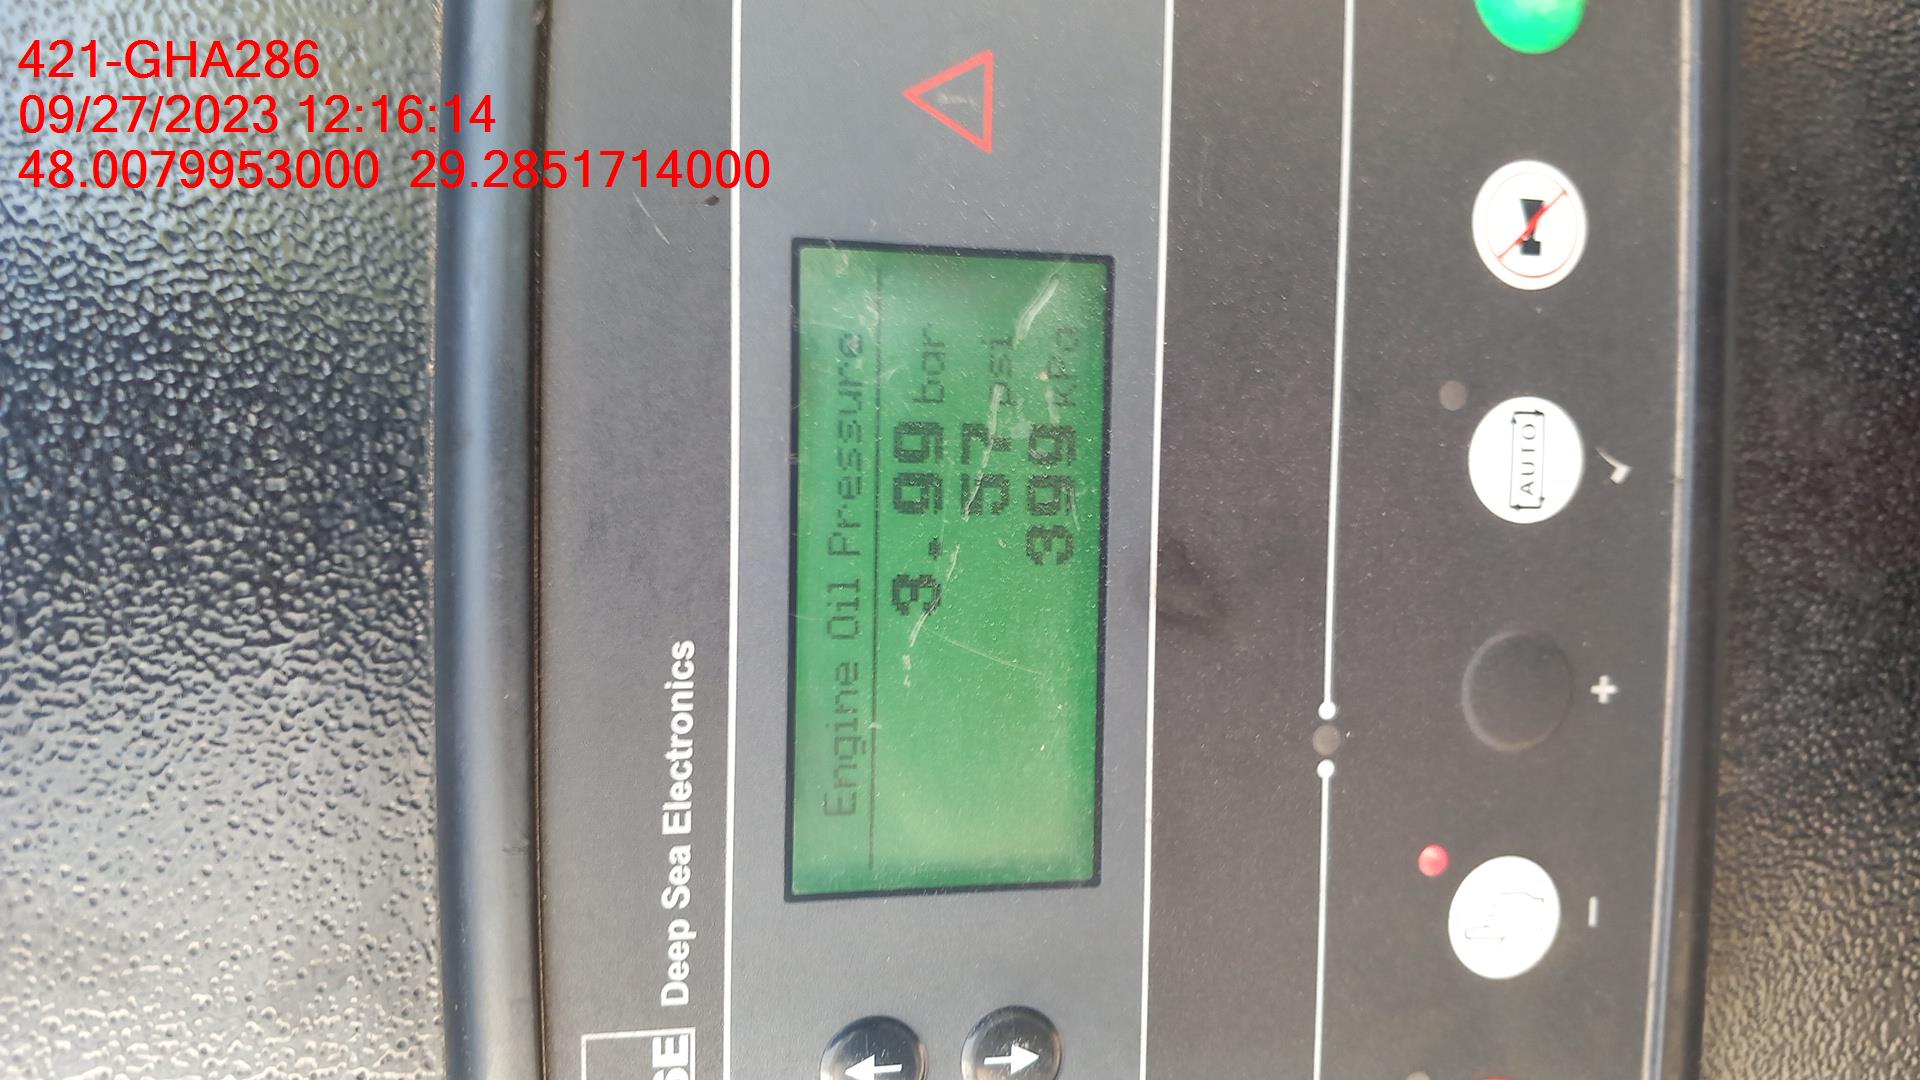 421-GHA286
09/27/2023 12:16:14
48.0079953000 29.2851714000
SE Deep Sea Electronics
Engine Oil Pressure
3.99 bar
57 psi
399 kPa
AUTO
+
-